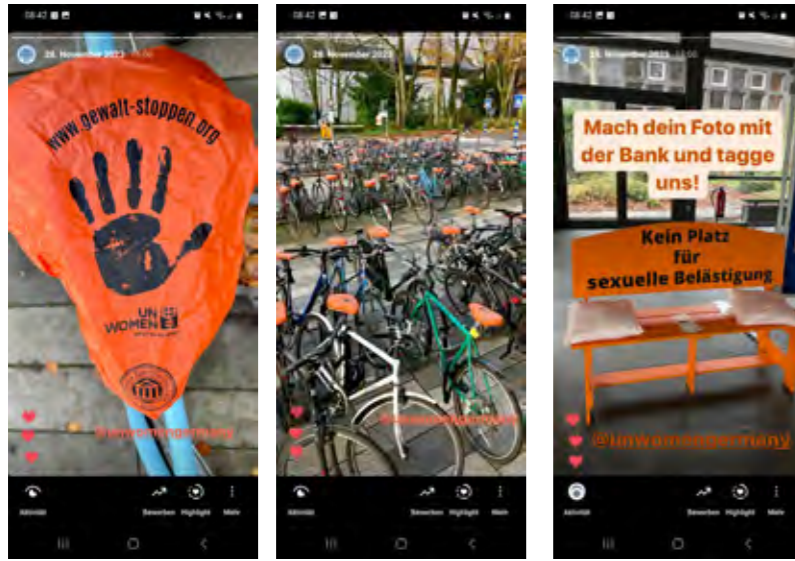 08:42
28. November 2023
www.gewalt-stoppen.org
UN
WOMEN
@unwomengermany
Aktivität
Bewerben
Highlight
Mehr
08:42
28. November 2023
@unwomengermany
Aktivität
Bewerben
Highlight
Mehr
08:42
Mach dein Foto mit
der Bank und tagge
uns!
Kein Platz
für
sexuelle Belästigung
@unwomengermany
Aktivität
Bewerben
Highlight
Mehr